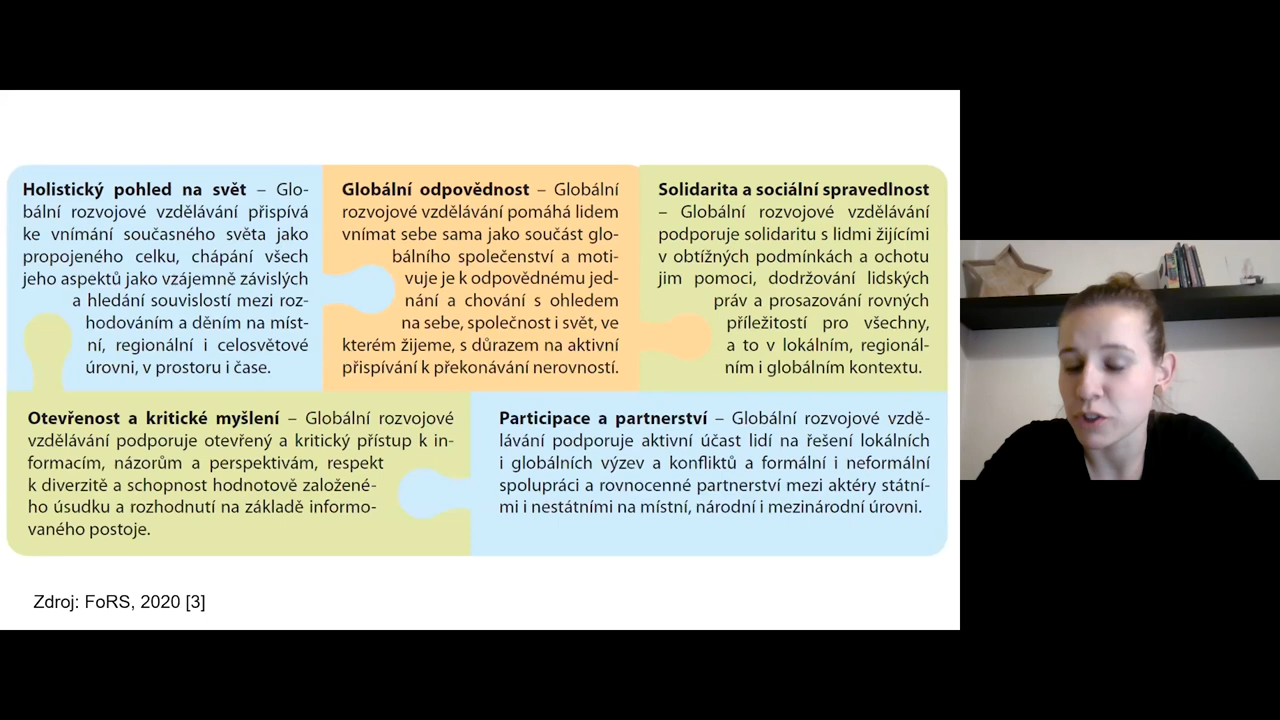 Holistický pohled na svět – Glo-
bální rozvojové vzdělávání přispívá
ke vnímání současného světa jako
propojeného celku, chápání všech
jeho aspektů jako vzájemně závislých
a hledání souvislostí mezi roz-
hodováním a děním na míst-
ní, regionální i celosvětové
úrovni, v prostoru i čase.
Globální odpovědnost – Globální
rozvojové vzdělávání pomáhá lidem
vnímat sebe sama jako součást glo-
bálního společenství a moti-
vuje je k odpovědnému jed-
nání a chování s ohledem
na sebe, společnost i svět, ve
kterém žijeme, s důrazem na aktivní
přispívání k překonávání nerovností.
Solidarita a sociální spravedlnost
– Globální rozvojové vzdělávání
podporuje solidaritu s lidmi žijícími
v obtížných podmínkách a ochotu
jim pomoci, dodržování lidských
práv a prosazování rovných
příležitostí pro všechny,
a to v lokálním, regionál-
ním i globálním kontextu.
Otevřenost a kritické myšlení – Globální rozvojové
vzdělávání podporuje otevřený a kritický přístup k in-
formacím, názorům a perspektivám, respekt
k diverzitě a schopnost hodnotově založené-
ho úsudku a rozhodnutí na základě informo-
vaného postoje.
Participace a partnerství – Globální rozvojové vzdě-
lávání podporuje aktivní účast lidí na řešení lokálních
i globálních výzev a konfliktů a formální i neformální
spolupráci a rovnocenné partnerství mezi aktéry státní-
mi i nestátními na místní, národní i mezinárodní úrovni.
Zdroj: FoRS, 2020 [3]